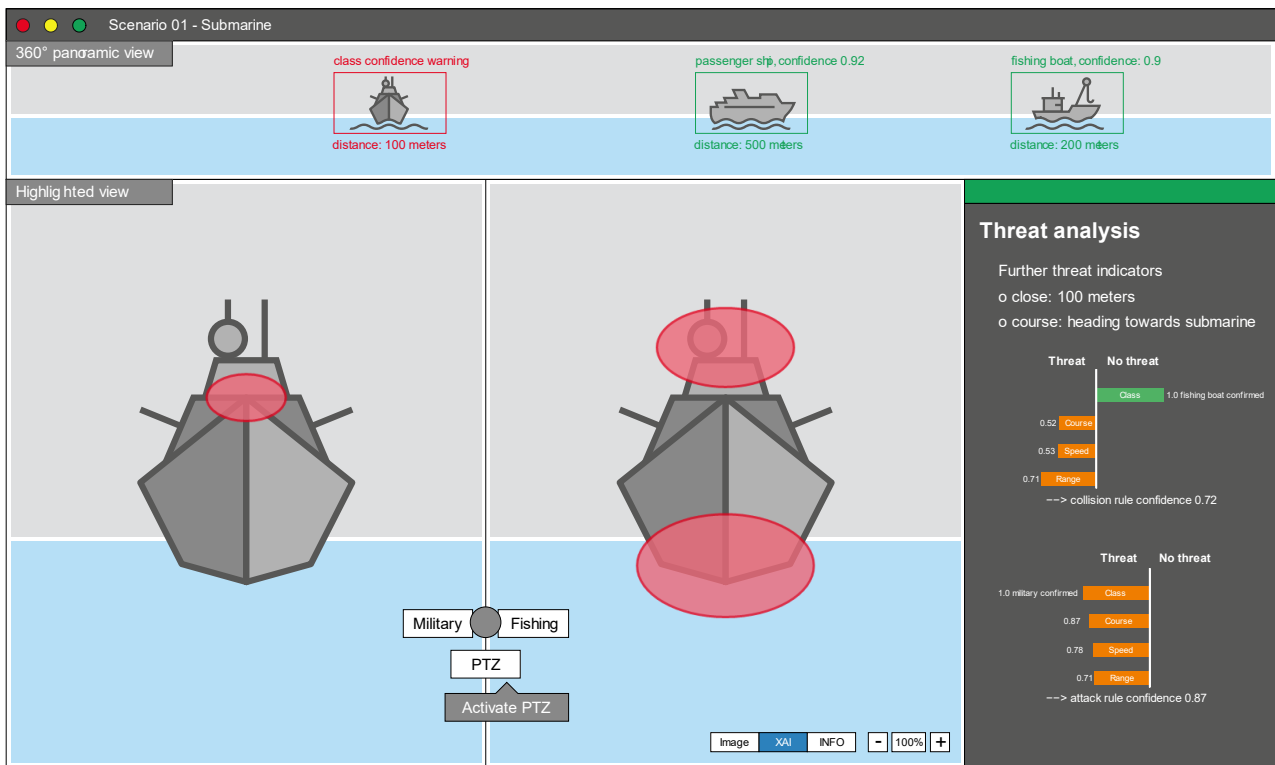 Scenario 01 - Submarine
360° panoramic view
class confidence warning
passenger ship, confidence 0.92
fishing boat, confidence: 0.9
distance: 100 meters
distance: 500 meters
distance: 200 meters
Highlighted view
Threat analysis
Further threat indicators
o close: 100 meters
o course: heading towards submarine
Threat No threat
Class 1.0 fishing boat confirmed
0.52 Course
0.53 Speed
0.71 Range
--> collision rule confidence 0.72
Threat No threat
1.0 military confirmed Class
0.87 Course
0.78 Speed
0.71 Range
--> attack rule confidence 0.87
Military Fishing
PTZ
Activate PTZ
Image XAI INFO - 100% +